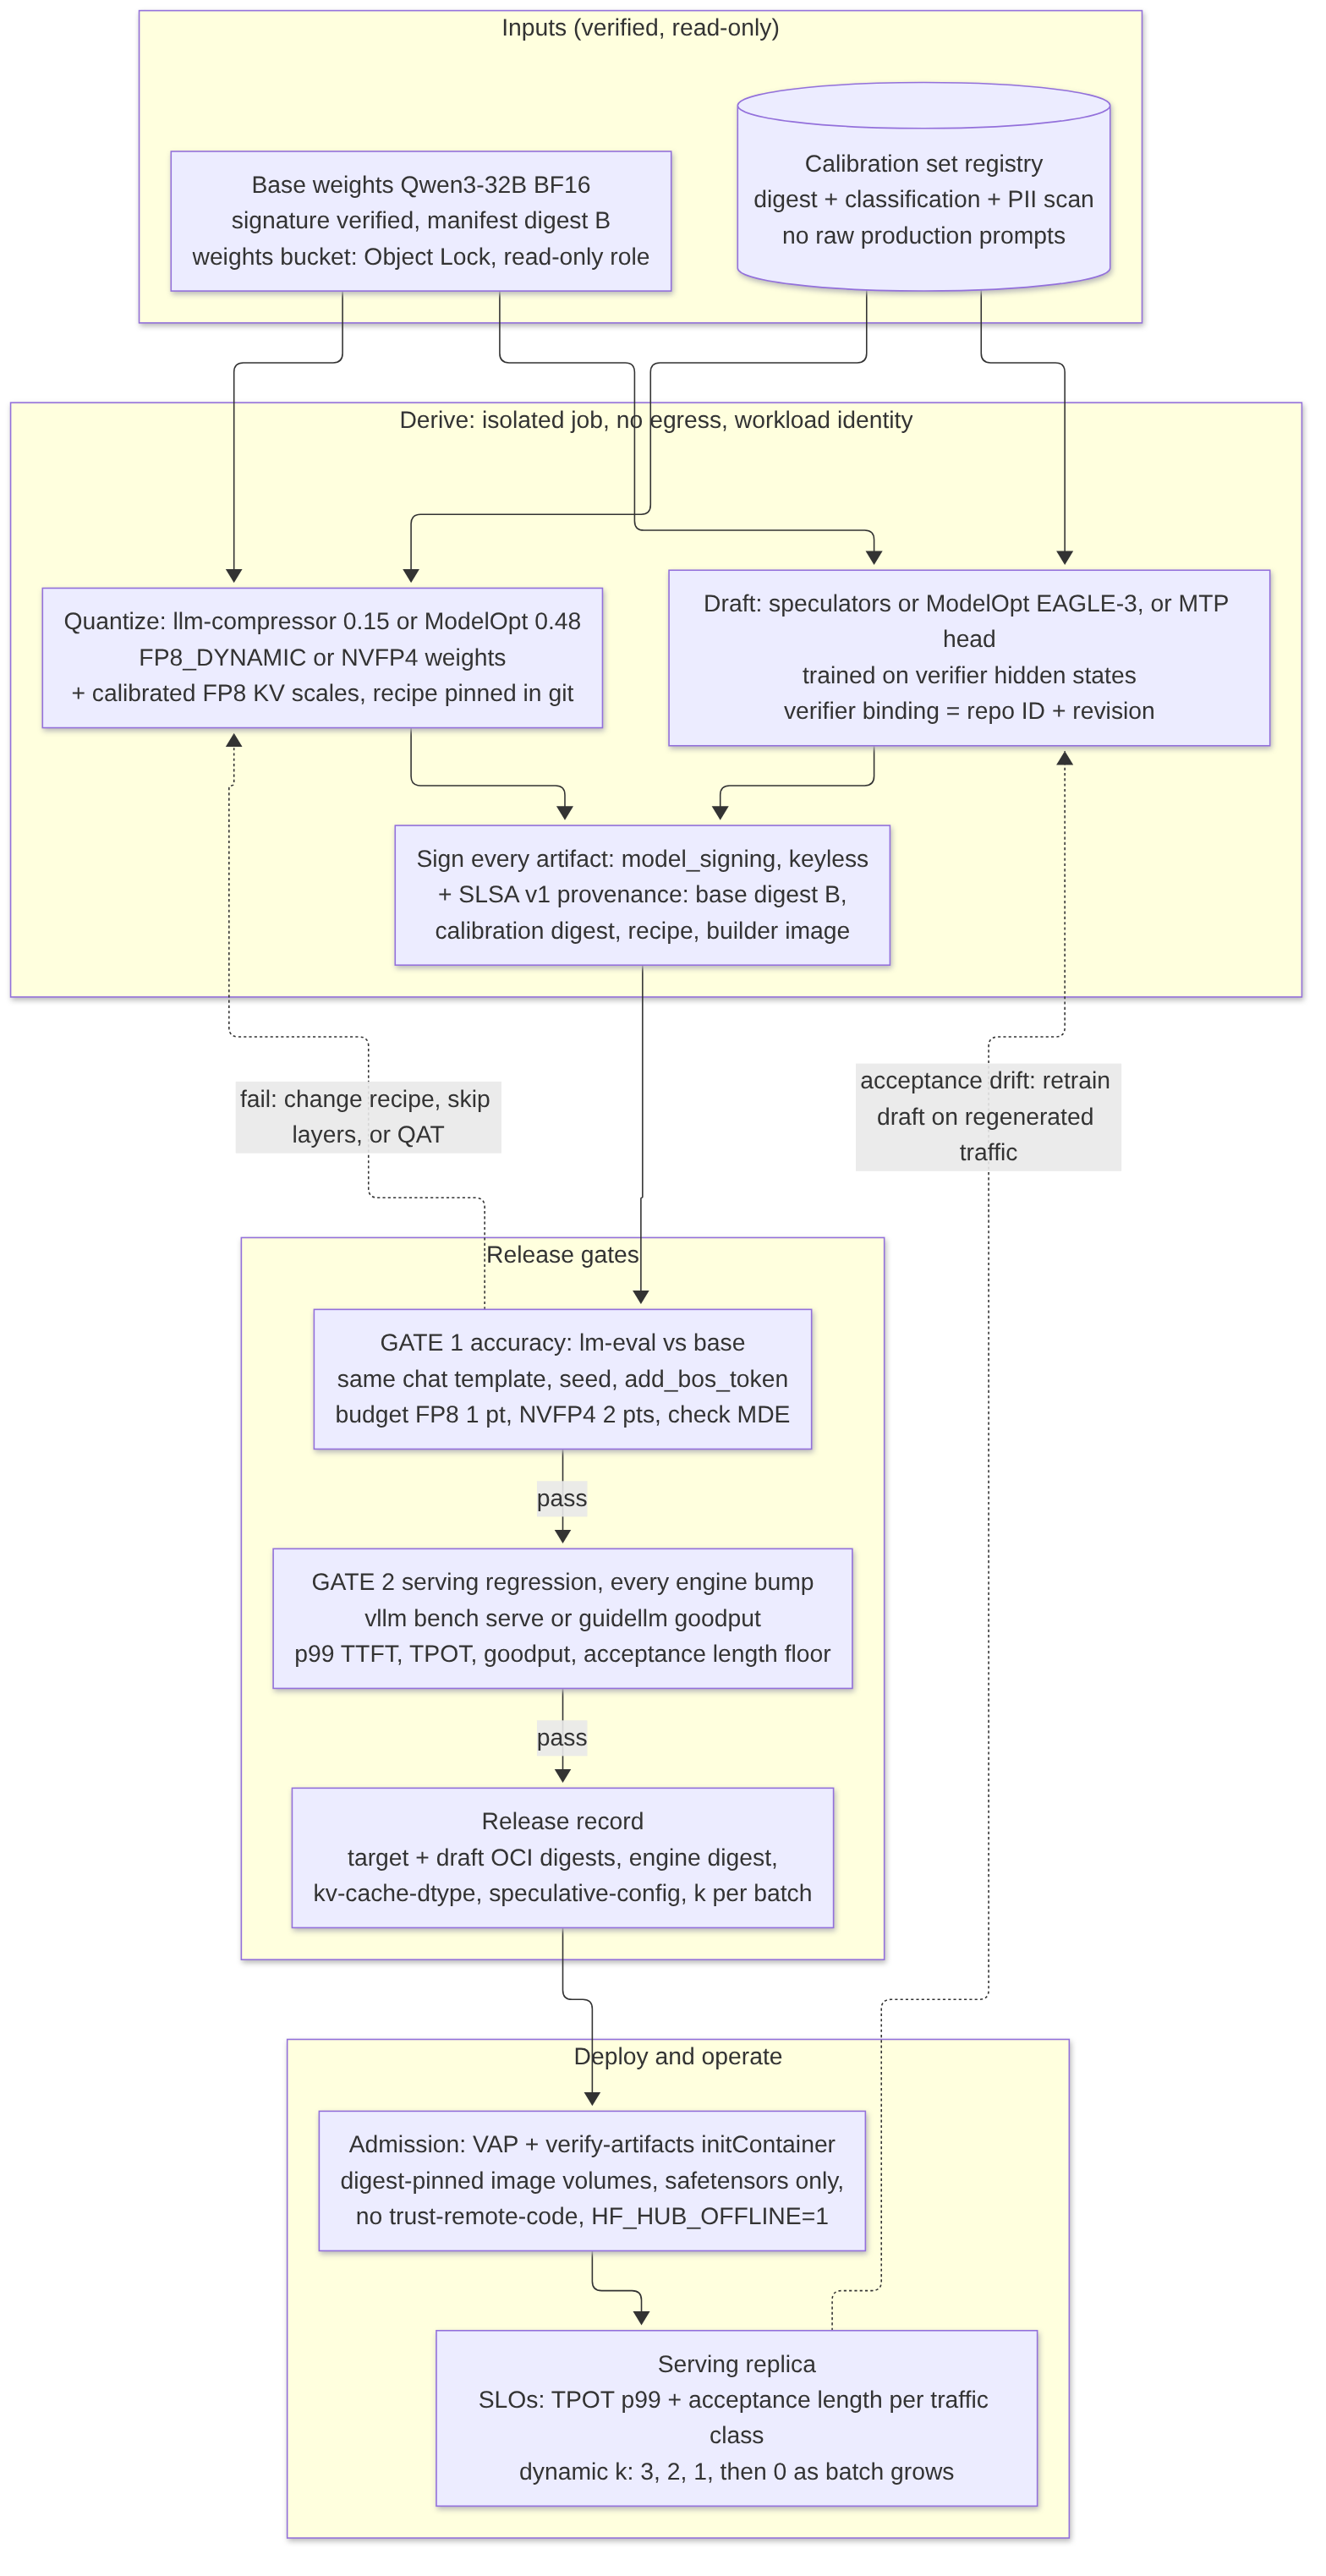 Inputs (verified, read-only)
Base weights Qwen3-32B BF16
signature verified, manifest digest B
weights bucket: Object Lock, read-only role
Calibration set registry
digest + classification + PII scan
no raw production prompts
Derive: isolated job, no egress, workload identity
Quantize: llm-compressor 0.15 or ModelOpt 0.48
FP8_DYNAMIC or NVFP4 weights
+ calibrated FP8 KV scales, recipe pinned in git
Draft: speculators or ModelOpt EAGLE-3, or MTP
head
trained on verifier hidden states
verifier binding = repo ID + revision
Sign every artifact: model_signing, keyless
+ SLSA v1 provenance: base digest B,
calibration digest, recipe, builder image
fail: change recipe, skip
layers, or QAT
acceptance drift: retrain
draft on regenerated
traffic
Release gates
GATE 1 accuracy: lm-eval vs base
same chat template, seed, add_bos_token
budget FP8 1 pt, NVFP4 2 pts, check MDE
pass
GATE 2 serving regression, every engine bump
vllm bench serve or guidellm goodput
p99 TTFT, TPOT, goodput, acceptance length floor
pass
Release record
target + draft OCI digests, engine digest,
kv-cache-dtype, speculative-config, k per batch
Deploy and operate
Admission: VAP + verify-artifacts initContainer
digest-pinned image volumes, safetensors only,
no trust-remote-code, HF_HUB_OFFLINE=1
Serving replica
SLOs: TPOT p99 + acceptance length per traffic
class
dynamic k: 3, 2, 1, then 0 as batch grows